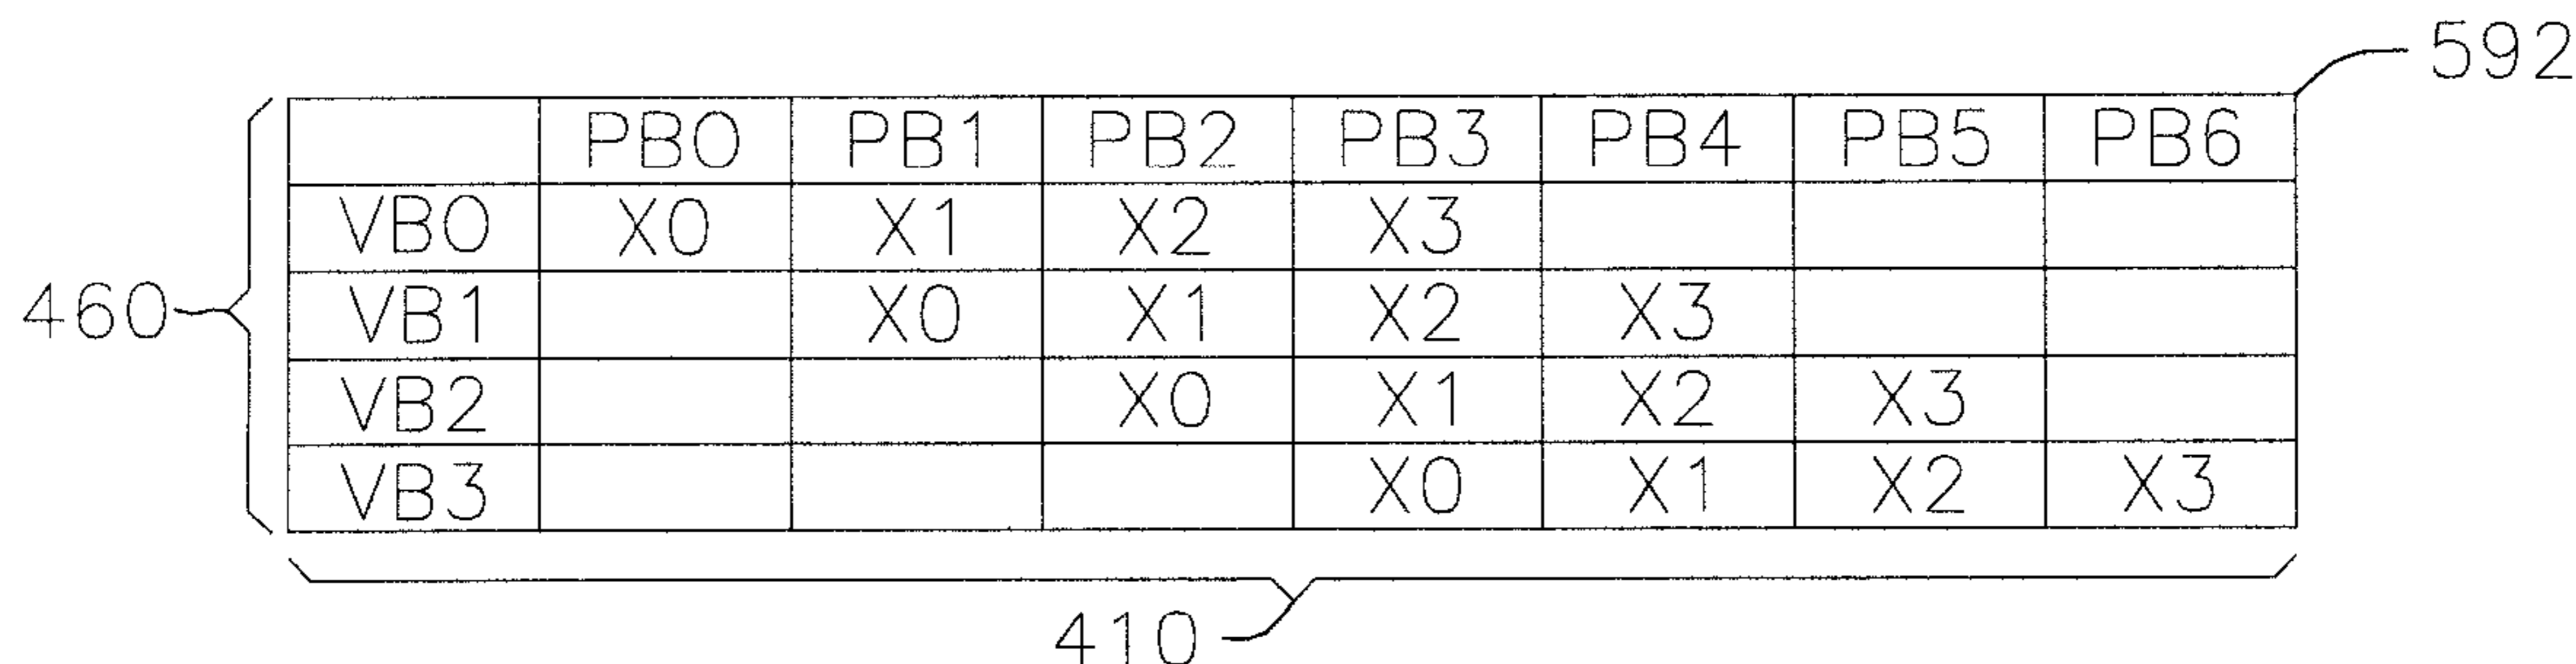 592
PB0 PB1 PB2 PB3 PB4 PB5 PB6
VB0 X0 X1 X2 X3
460
VB1 X0 X1 X2 X3
VB2 X0 X1 X2 X3
VB3 X0 X1 X2 X3
410